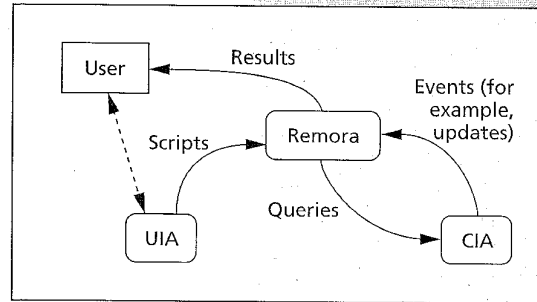 User
Results
Events (for
example,
updates)
Remora
Scripts
Queries
UIA
CIA